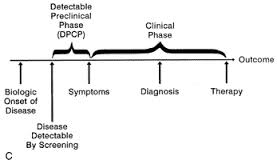 Detectable
Preclinical
Phase
(DPCP)
Clinical
Phase
Outcome
Biologic
Onset of
Disease
Symptoms
Diagnosis
Therapy
Disease
Detectable
By Screening
C